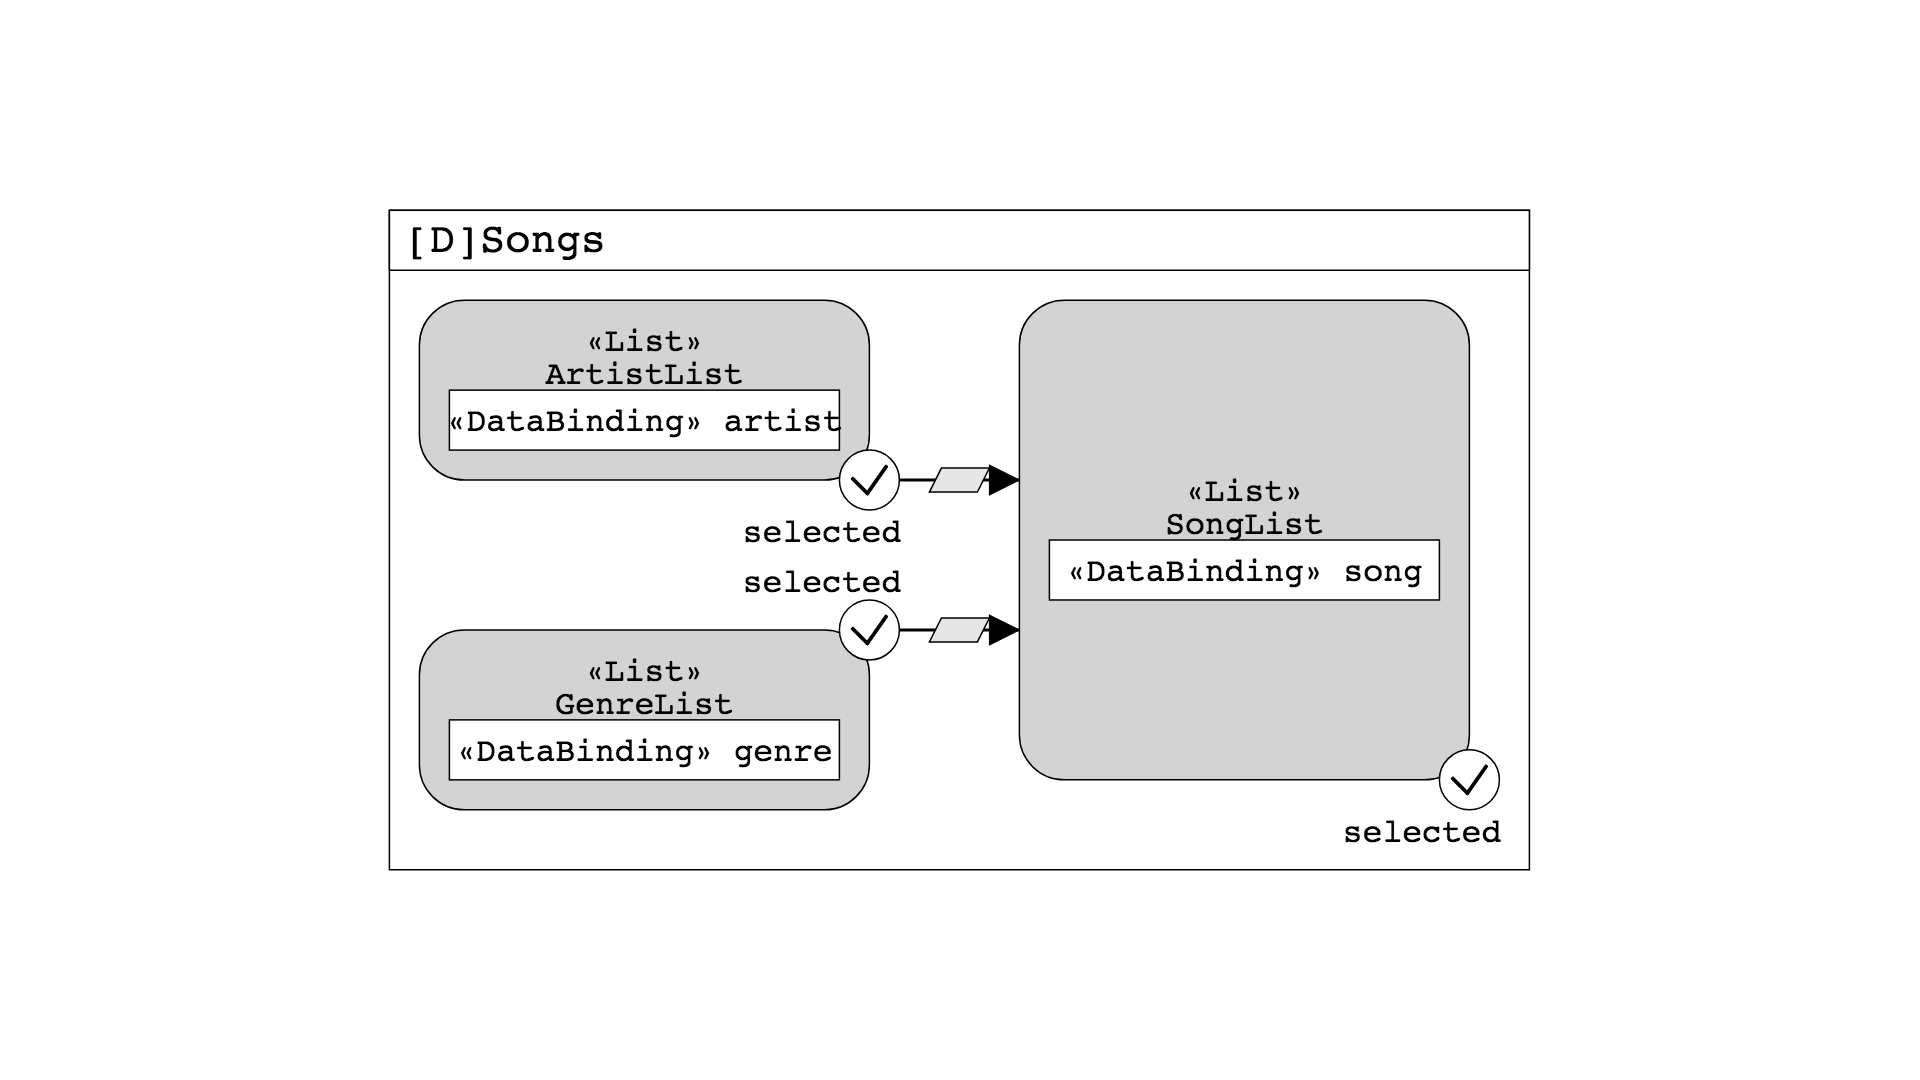 [D]Songs
«List»
ArtistList
«DataBinding» artist
selected
selected
«List»
GenreList
«DataBinding» genre
«List»
SongList
«DataBinding» song
selected